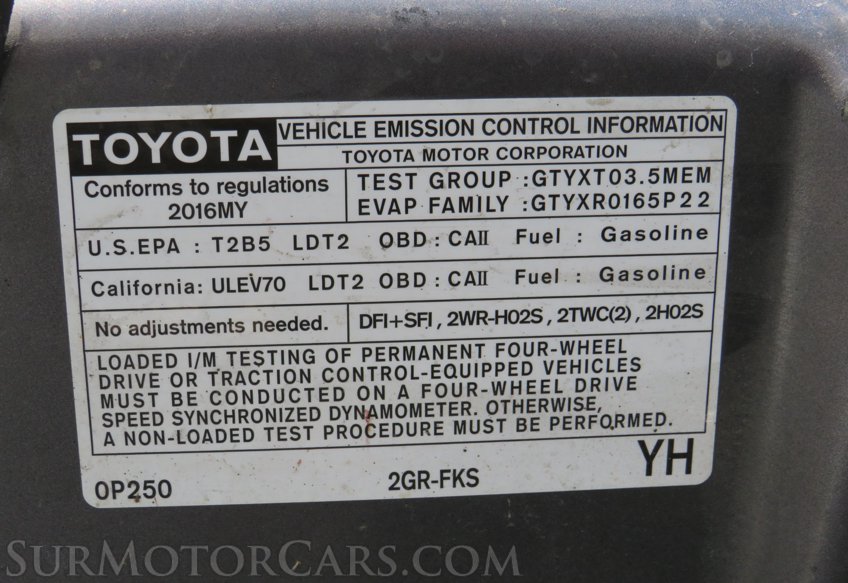 TOYOTA
VEHICLE EMISSION CONTROL INFORMATION
TOYOTA MOTOR CORPORATION
Conforms to regulations
2016MY
TEST GROUP :GTYXT03.5MEM
EVAP FAMILY :GTYXR0165P22
U.S.EPA : T2B5 LDT2 OBD : CAII Fuel : Gasoline
California: ULEV70 LDT2 OBD : CAII Fuel : Gasoline
No adjustments needed.
DFI+SFI, 2WR-HO2S, 2TWC(2), 2HO2S
LOADED I/M TESTING OF PERMANENT FOUR-WHEEL
DRIVE OR TRACTION CONTROL-EQUIPPED VEHICLES
MUST BE CONDUCTED ON A FOUR-WHEEL DRIVE
SPEED SYNCHRONIZED DYNAMOMETER. OTHERWISE,
A NON-LOADED TEST PROCEDURE MUST BE PERFORMED.
0P250
2GR-FKS
YH
SURMOTORCARS.COM